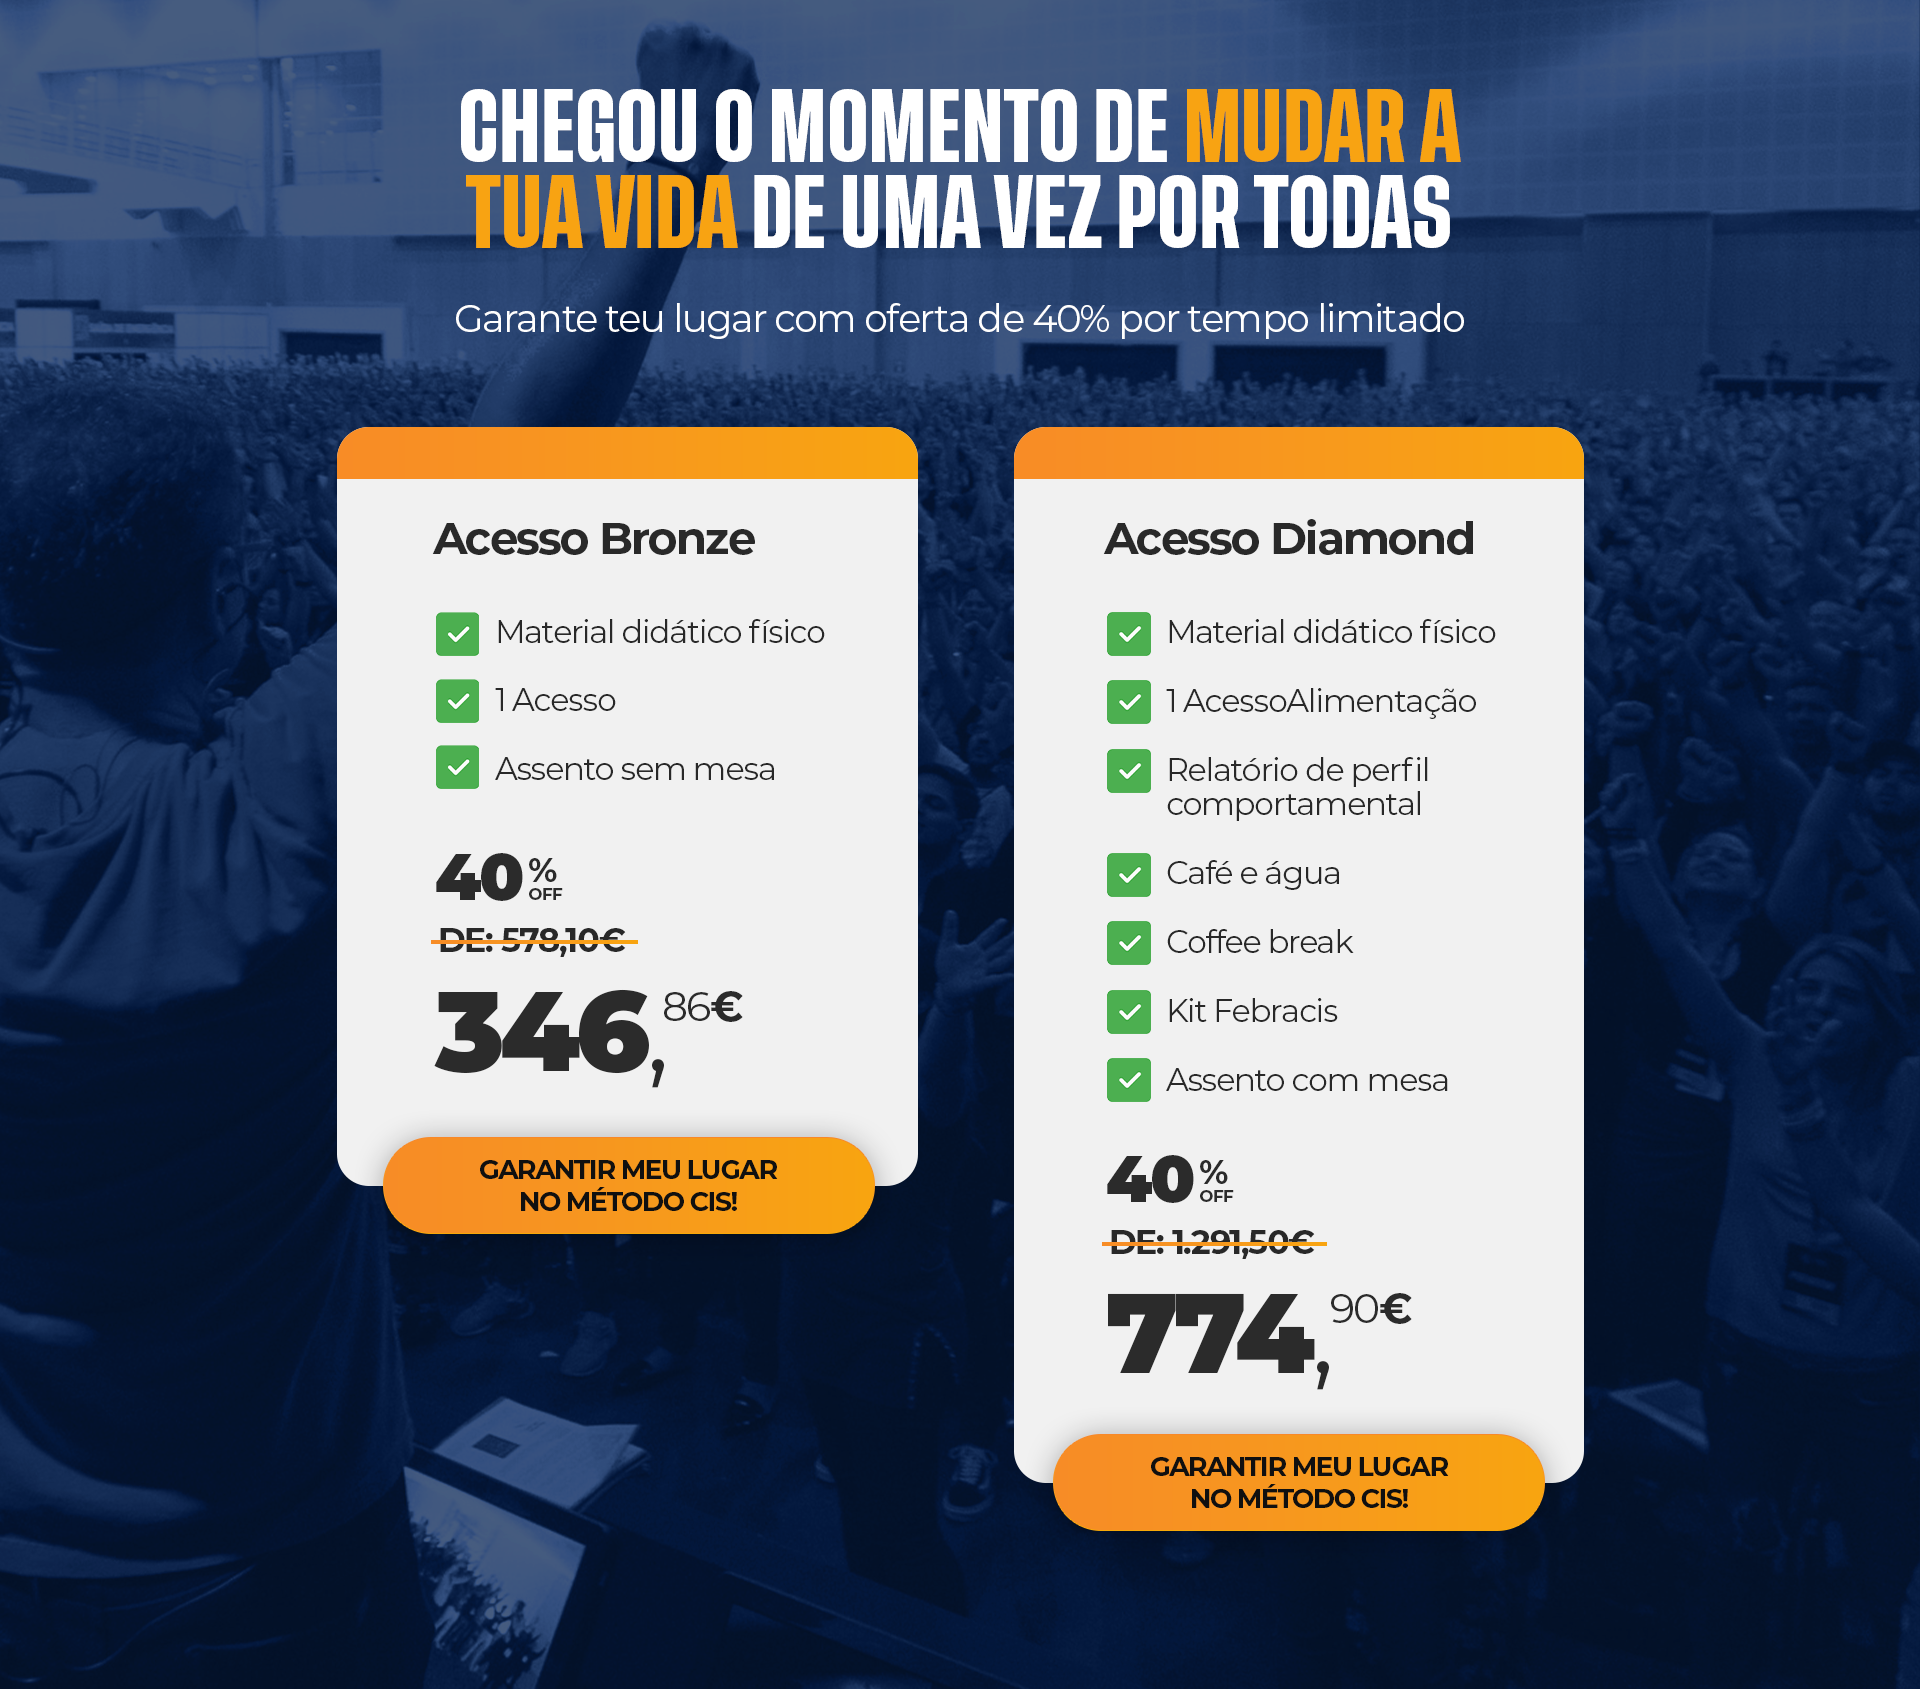 CHEGOU O MOMENTO DE MUDAR A
TUA VIDA DE UMA VEZ POR TODAS
Garante teu lugar com oferta de 40% por tempo limitado
Acesso Bronze
Material didático físico
1 Acesso
Assento sem mesa
40% OFF
DE: 578,10€
346,86€
GARANTIR MEU LUGAR
NO MÉTODO CIS!
Acesso Diamond
Material didático físico
1 AcessoAlimentação
Relatório de perfil
comportamental
Café e água
Coffee break
Kit Febracis
Assento com mesa
40% OFF
DE: 1.291,50€
774,90€
GARANTIR MEU LUGAR
NO MÉTODO CIS!